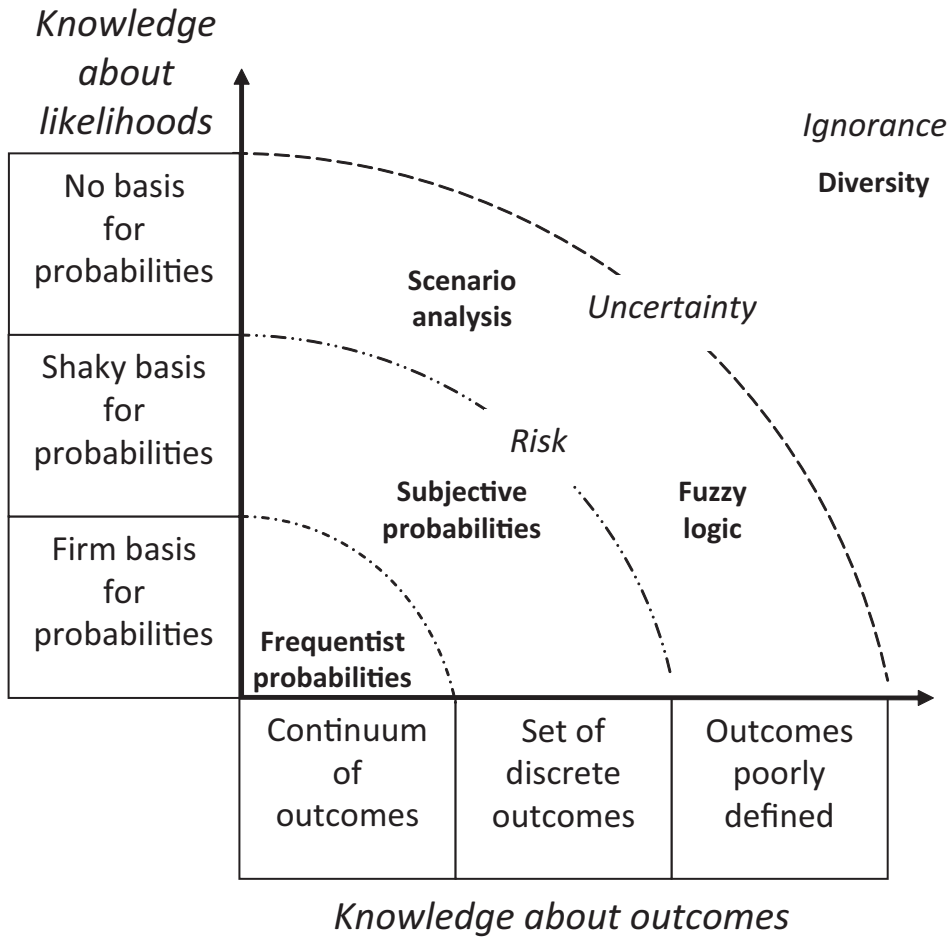 Knowledge
about
likelihoods
Ignorance
Diversity
No basis
for
probabilities
Scenario
analysis
Uncertainty
Shaky basis
for
probabilities
Risk
Subjective
probabilities
Fuzzy
logic
Firm basis
for
probabilities
Frequentist
probabilities
Continuum
of
outcomes
Set of
discrete
outcomes
Outcomes
poorly
defined
Knowledge about outcomes